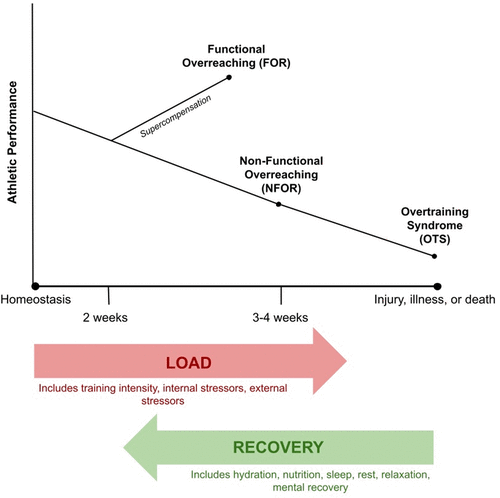 Functional
Overreaching (FOR)
Supercompensation
Athletic Performance
Non-Functional
Overreaching
(NFOR)
Overtraining
Syndrome
(OTS)
Homeostasis
Injury, illness, or death
2 weeks
3-4 weeks
LOAD
Includes training intensity, internal stressors, external
stressors
RECOVERY
Includes hydration, nutrition, sleep, rest, relaxation,
mental recovery